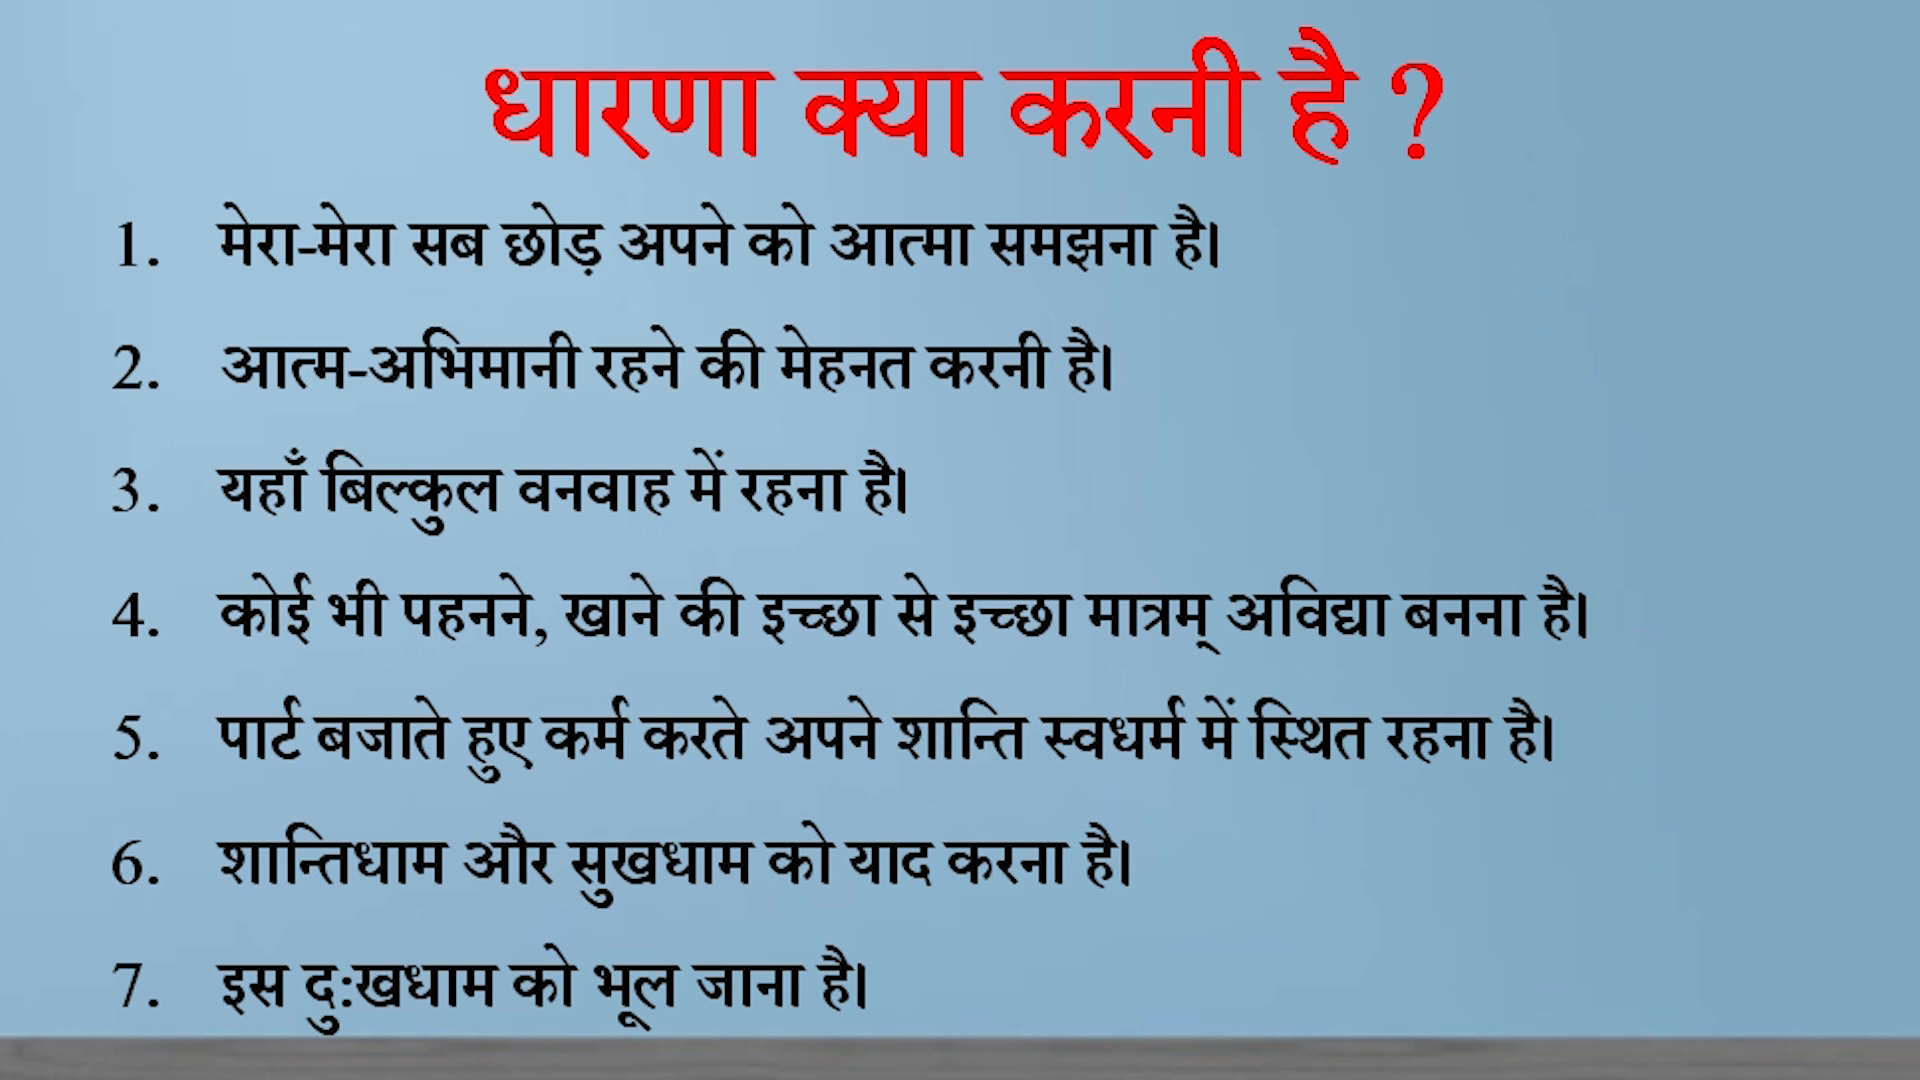 धारणा क्या करनी है ?
1. मेरा-मेरा सब छोड़ अपने को आत्मा समझना है।
2. आत्म-अभिमानी रहने की मेहनत करनी है।
3. यहाँ बिल्कुल वनवाह में रहना है।
4. कोई भी पहनने, खाने की इच्छा से इच्छा मात्रम् अविद्या बनना है।
5. पार्ट बजाते हुए कर्म करते अपने शान्ति स्वधर्म में स्थित रहना है।
6. शान्तिधाम और सुखधाम को याद करना है।
7. इस दु:खधाम को भूल जाना है।